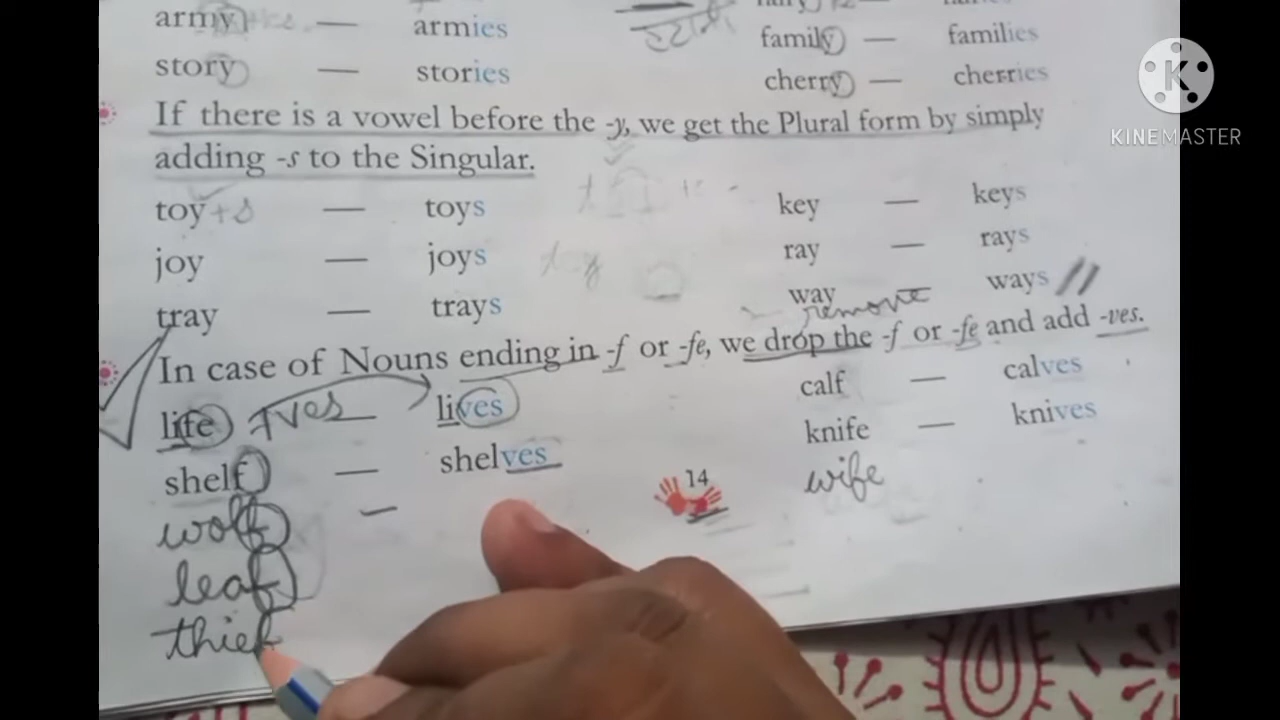 army — armies
family — families
story — stories
cherry — cherries
If there is a vowel before the -y, we get the Plural form by simply
adding -s to the Singular.
toy +s — toys
key — keys
joy — joys
ray — rays
tray — trays
way — ways
remove
In case of Nouns ending in -f or -fe, we drop the -f or -fe and add -ves.
life +ves — lives
calf — calves
shelf — shelves
knife — knives
wolf —
wife
leaf
thief
14
KINEMASTER